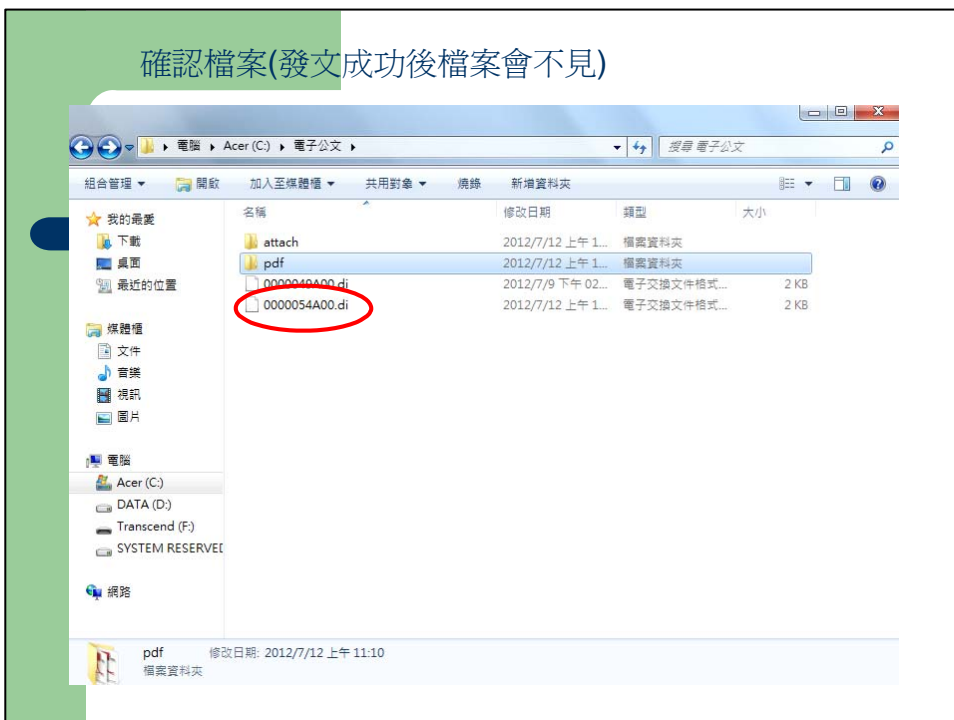 確認檔案(發文成功後檔案會不見)
電腦 Acer (C:) 電子公文
搜尋 電子公文
組合管理 開啟 加入至媒體櫃 共用對象 燒錄 新增資料夾
我的最愛
下載
桌面
最近的位置
媒體櫃
文件
音樂
視訊
圖片
電腦
Acer (C:)
DATA (D:)
Transcend (F:)
SYSTEM RESERVED
網路
名稱 修改日期 類型 大小
attach 2012/7/12 上午 1... 檔案資料夾
pdf 2012/7/12 上午 1... 檔案資料夾
0000049A00.di 2012/7/9 下午 02... 電子交換文件格式... 2 KB
0000054A00.di 2012/7/12 上午 1... 電子交換文件格式... 2 KB
pdf 修改日期: 2012/7/12 上午 11:10
檔案資料夾